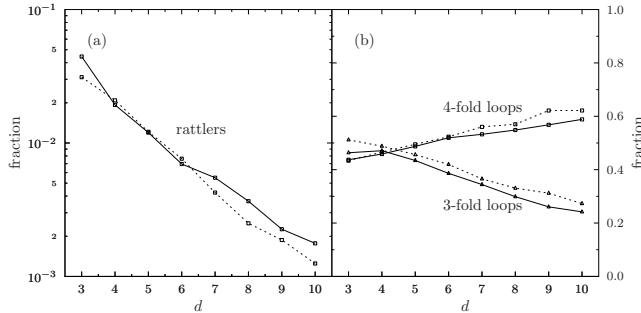 10⁻¹
5
2
10⁻²
5
2
10⁻³
fraction
(a)
rattlers
3 4 5 6 7 8 9 10
d
(b)
4-fold loops
3-fold loops
3 4 5 6 7 8 9 10
d
1.0
0.8
0.6
0.4
0.2
0.0
fraction